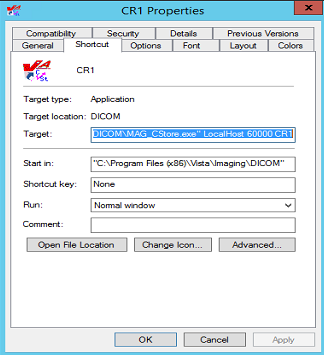 CR1 Properties
Compatibility Security Details Previous Versions
General Shortcut Options Font Layout Colors
CR1
Target type: Application
Target location: DICOM
Target: DICOM\MAG_CStore.exe" LocalHost 60000 CR1
Start in: "C:\Program Files (x86)\Vista\Imaging\DICOM"
Shortcut key: None
Run: Normal window
Comment:
Open File Location Change Icon... Advanced...
OK Cancel Apply